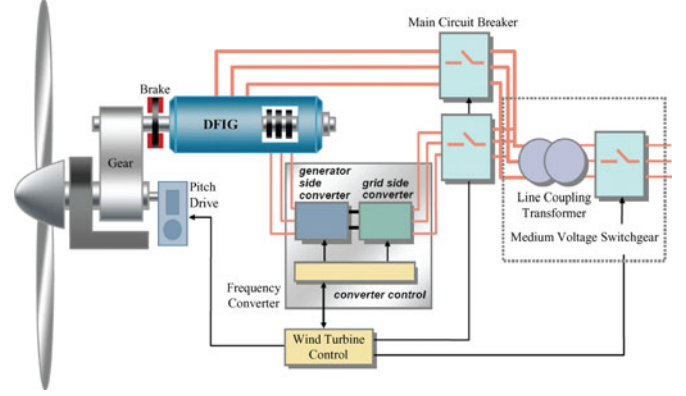 Main Circuit Breaker
Brake
DFIG
Gear
Pitch
Drive
generator
side
converter
grid side
converter
Line Coupling
Transformer
Medium Voltage Switchgear
Frequency
Converter
converter control
Wind Turbine
Control